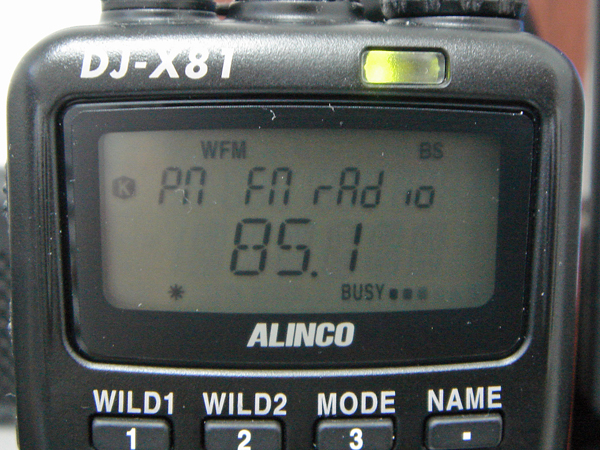 DJ-X81
WFM BS
K AM FM rAdio
85.1
* BUSY
ALINCO
WILD1 WILD2 MODE NAME
1 2 3 .